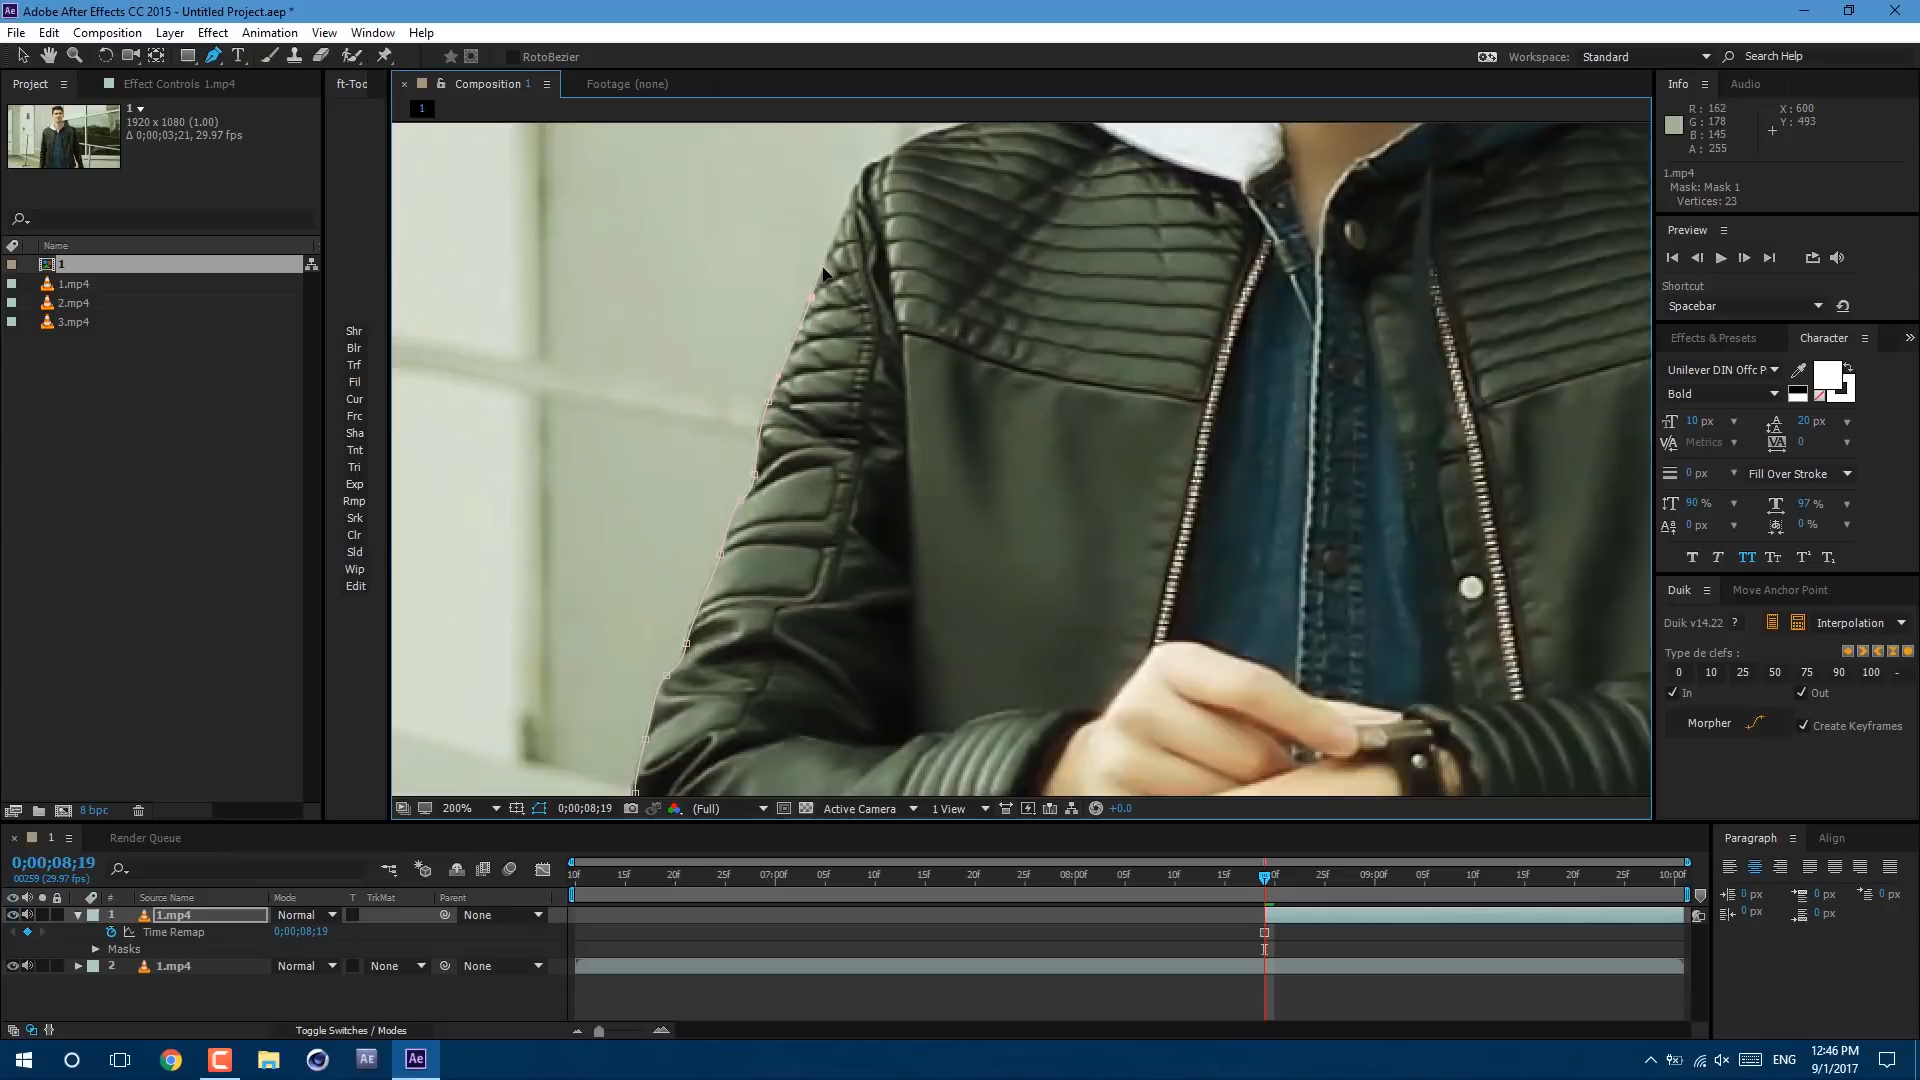 Adobe After Effects CC 2015 - Untitled Project.aep *
File Edit Composition Layer Effect Animation View Window Help
RotoBezier
Workspace: Standard
Search Help
Project
Effect Controls 1.mp4
ft-Too
Composition 1
Footage (none)
Info
Audio
1
1920 x 1080 (1.00)
Δ 0;00;03;21, 29.97 fps
1
R: 162
G: 178
B: 145
A: 255
X: 600
Y: 493
1.mp4
Mask: Mask 1
Vertices: 23
Name
1
1.mp4
2.mp4
3.mp4
Preview
Shortcut
Spacebar
Shr
Blr
Trf
Fil
Cur
Frc
Sha
Tnt
Tri
Exp
Rmp
Srk
Clr
Sld
Wip
Edit
Effects & Presets
Character
Unilever DIN Offc P
Bold
10 px
20 px
Metrics
0
0 px
Fill Over Stroke
90 %
97 %
0 px
0 %
T T TT Tt T¹ T₁
Duik
Move Anchor Point
Duik v14.22 ?
Interpolation
Type de clefs :
0 10 25 50 75 90 100 -
In
Out
Morpher
Create Keyframes
8 bpc
200%
0;00;08;19
(Full)
Active Camera
1 View
+0.0
1
Render Queue
Paragraph
Align
0;00;08;19
00259 (29.97 fps)
10f 15f 20f 25f 07:00f 05f 10f 15f 20f 25f 08:00f 05f 10f 15f 0f 25f 09:00f 05f 10f 15f 20f 25f 10:00f
# Source Name Mode T TrkMat Parent
1 1.mp4 Normal None
Time Remap 0;00;08;19
Masks
2 1.mp4 Normal None None
0 px 0 px 0 px
0 px 0 px
Toggle Switches / Modes
Ae Ae
ENG
12:46 PM
9/1/2017